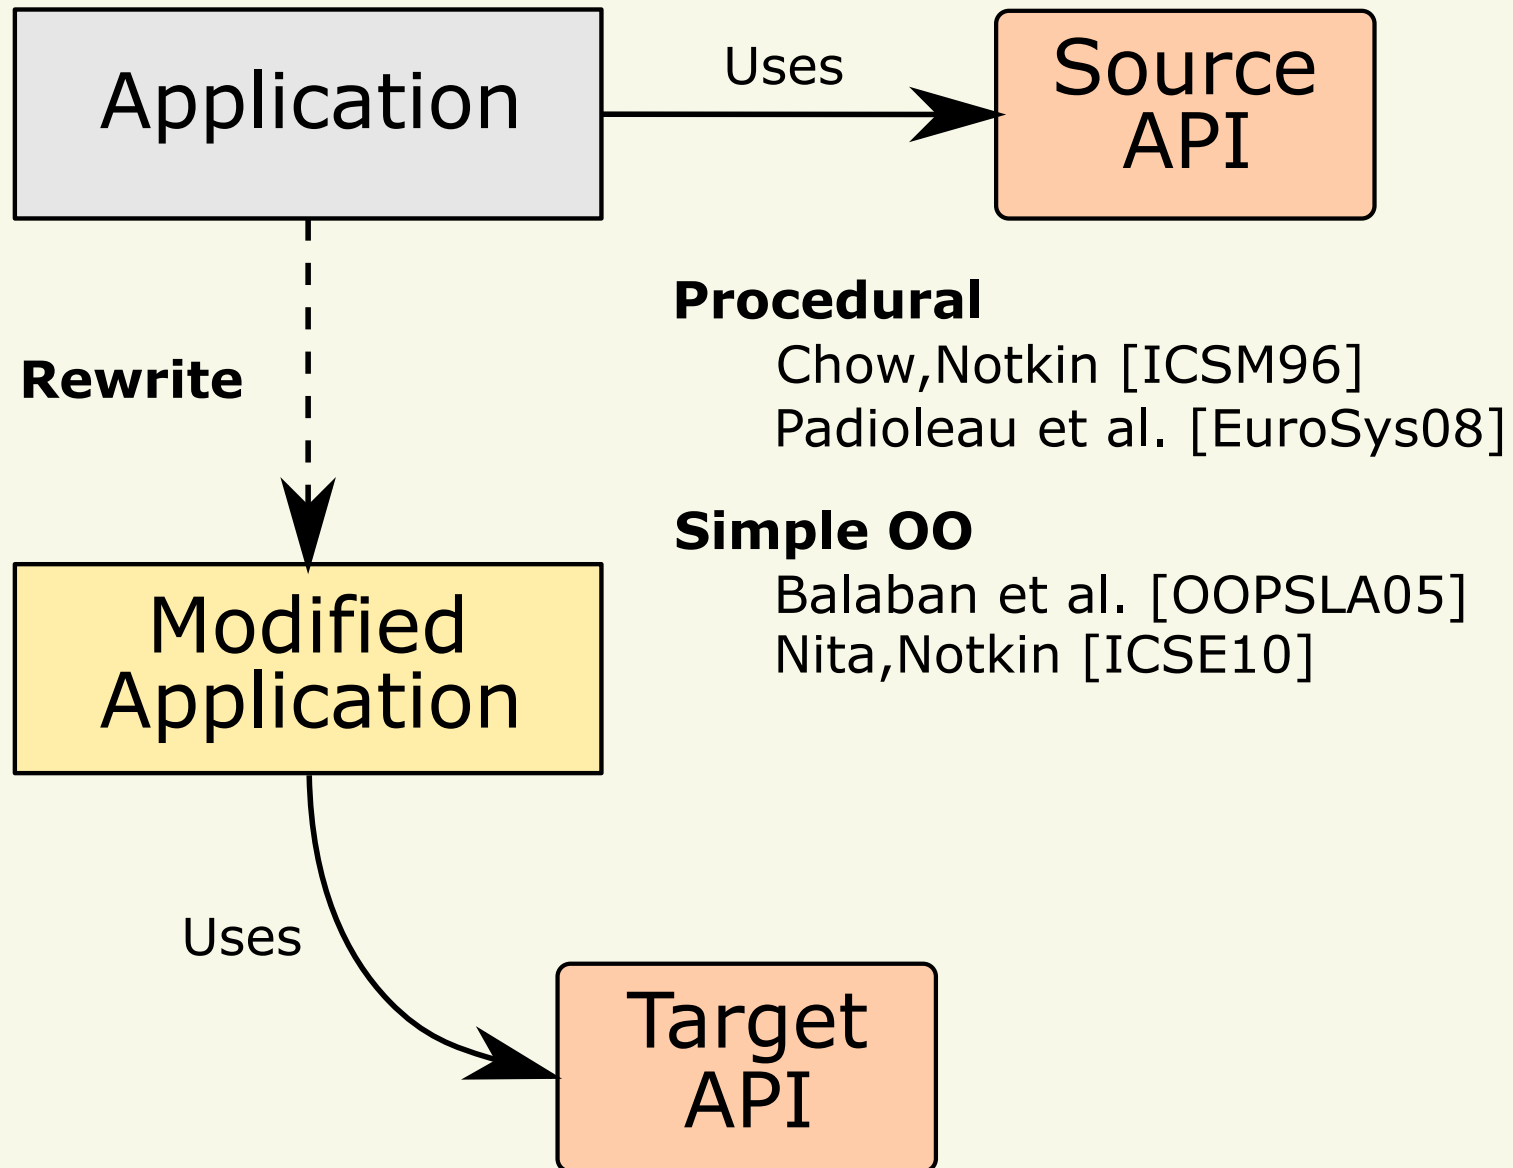 Application
Uses
Source
API
Procedural
Chow,Notkin [ICSM96]
Padioleau et al. [EuroSys08]
Rewrite
Simple OO
Balaban et al. [OOPSLA05]
Nita,Notkin [ICSE10]
Modified
Application
Uses
Target
API